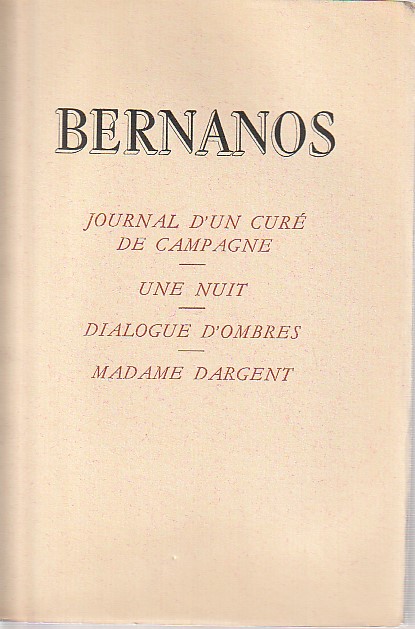 BERNANOS
JOURNAL D'UN CURÉ
DE CAMPAGNE
UNE NUIT
DIALOGUE D'OMBRES
MADAME DARGENT